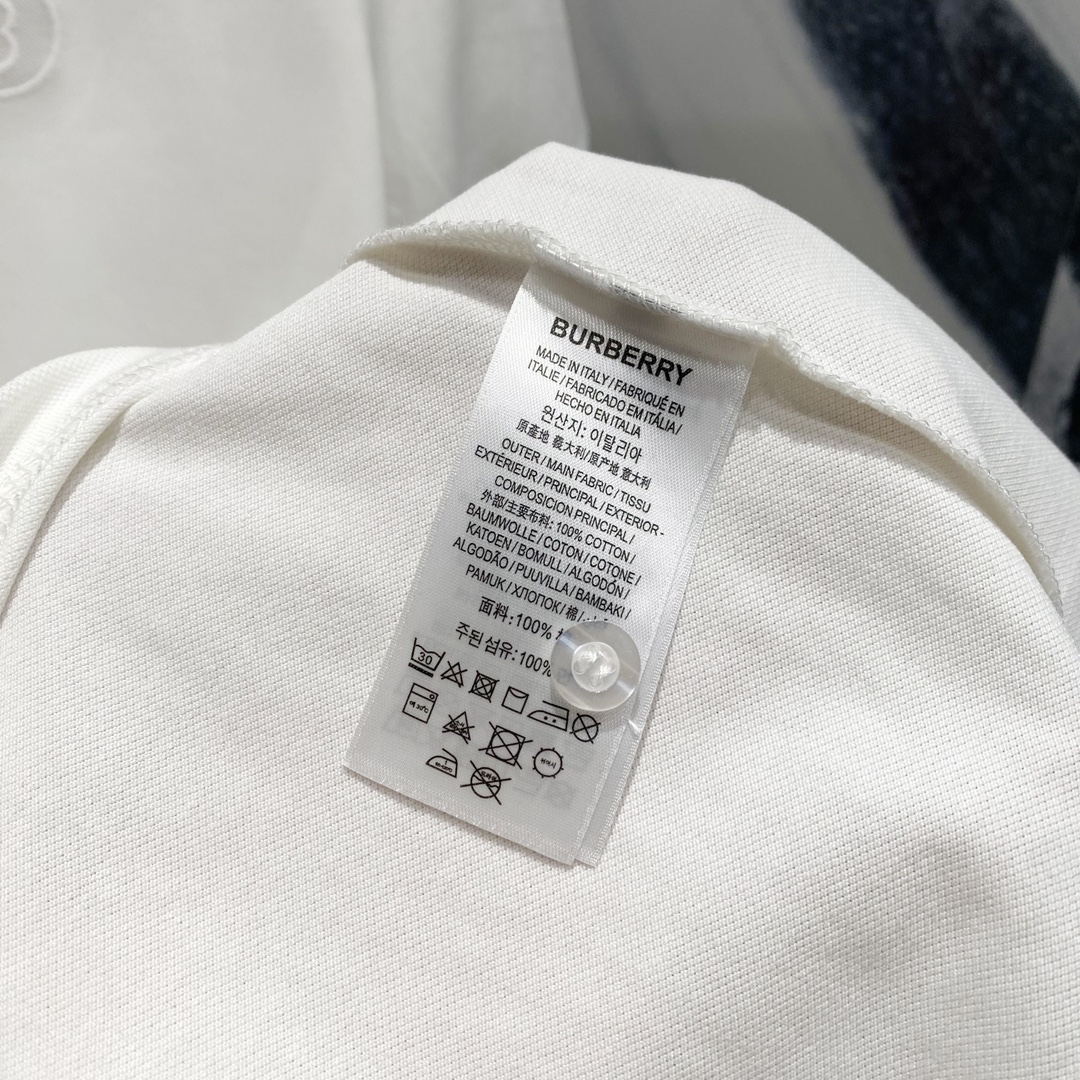 BURBERRY
MADE IN ITALY / FABRIQUÉ EN
ITALIE / FABRICADO EM ITÁLIA /
HECHO EN ITALIA
원산지: 이탈리아
原產地 義大利/原产地 意大利
OUTER / MAIN FABRIC / TISSU
EXTÉRIEUR / PRINCIPAL / EXTERIOR -
COMPOSICION PRINCIPAL /
外部/主要布料: 100% COTTON /
BAUMWOLLE / COTON / COTONE /
KATOEN / BOMULL / ALGODÓN /
ALGODÃO / PUUVILLA / BAMBAKI /
PAMUK / ХЛОПОК / 棉 /
面料:100%
주된 섬유:100%
30
B